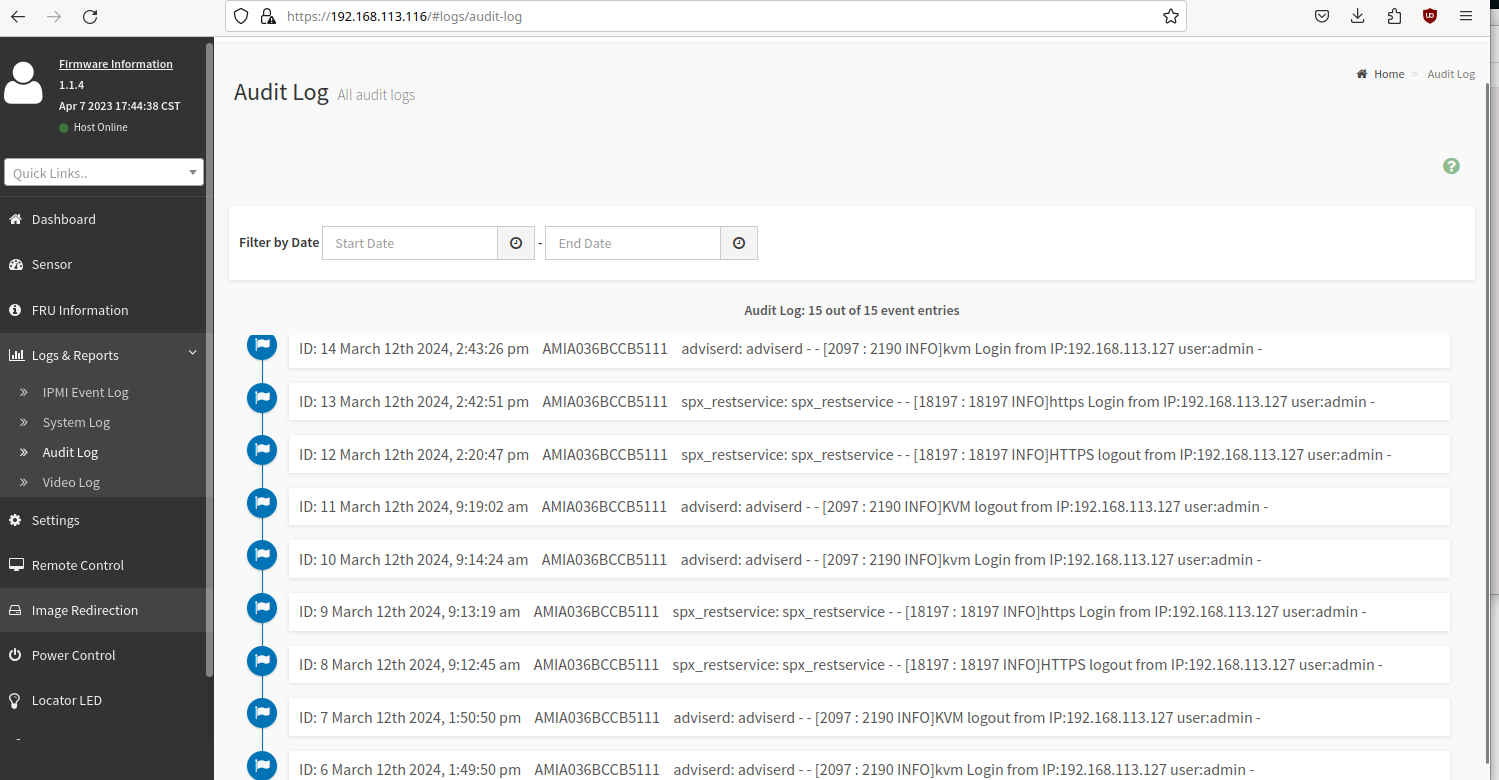 https://192.168.113.116/#logs/audit-log
Firmware Information
1.1.4
Apr 7 2023 17:44:38 CST
Host Online
Quick Links..
Dashboard
Sensor
FRU Information
Logs & Reports
IPMI Event Log
System Log
Audit Log
Video Log
Settings
Remote Control
Image Redirection
Power Control
Locator LED
Home > Audit Log
Audit Log All audit logs
Filter by Date Start Date - End Date
Audit Log: 15 out of 15 event entries
ID: 14 March 12th 2024, 2:43:26 pm AMIA036BCCB5111 adviserd: adviserd - - [2097 : 2190 INFO]kvm Login from IP:192.168.113.127 user:admin -
ID: 13 March 12th 2024, 2:42:51 pm AMIA036BCCB5111 spx_restservice: spx_restservice - - [18197 : 18197 INFO]https Login from IP:192.168.113.127 user:admin -
ID: 12 March 12th 2024, 2:20:47 pm AMIA036BCCB5111 spx_restservice: spx_restservice - - [18197 : 18197 INFO]HTTPS logout from IP:192.168.113.127 user:admin -
ID: 11 March 12th 2024, 9:19:02 am AMIA036BCCB5111 adviserd: adviserd - - [2097 : 2190 INFO]KVM logout from IP:192.168.113.127 user:admin -
ID: 10 March 12th 2024, 9:14:24 am AMIA036BCCB5111 adviserd: adviserd - - [2097 : 2190 INFO]kvm Login from IP:192.168.113.127 user:admin -
ID: 9 March 12th 2024, 9:13:19 am AMIA036BCCB5111 spx_restservice: spx_restservice - - [18197 : 18197 INFO]https Login from IP:192.168.113.127 user:admin -
ID: 8 March 12th 2024, 9:12:45 am AMIA036BCCB5111 spx_restservice: spx_restservice - - [18197 : 18197 INFO]HTTPS logout from IP:192.168.113.127 user:admin -
ID: 7 March 12th 2024, 1:50:50 pm AMIA036BCCB5111 adviserd: adviserd - - [2097 : 2190 INFO]KVM logout from IP:192.168.113.127 user:admin -
ID: 6 March 12th 2024, 1:49:50 pm AMIA036BCCB5111 adviserd: adviserd - - [2097 : 2190 INFO]kvm Login from IP:192.168.113.127 user:admin -